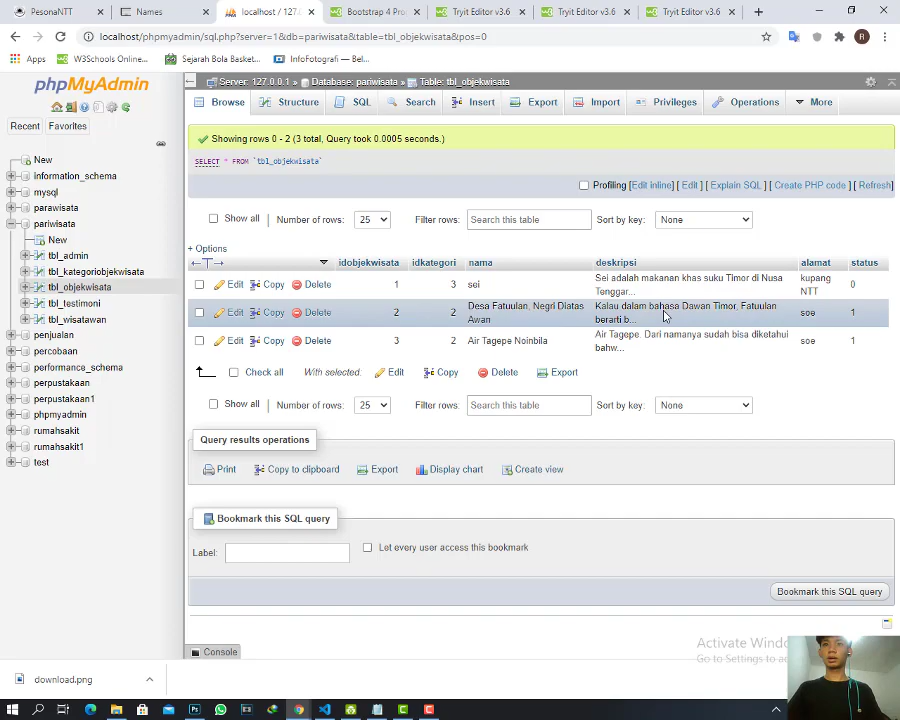 PesonaNTT
Names
localhost / 127.
Bootstrap 4 Pro
Tryit Editor v3.6
Tryit Editor v3.6
Tryit Editor v3.6
localhost/phpmyadmin/sql.php?server=1&db=pariwisata&table=tbl_objekwisata&pos=0
R
Apps
W3Schools Online...
Sejarah Bola Basket...
InfoFotografi — Bel...
phpMyAdmin
Recent
Favorites
New
information_schema
mysql
parawisata
pariwisata
New
tbl_admin
tbl_kategoriobjekwisata
tbl_objekwisata
tbl_testimoni
tbl_wisatawan
penjualan
percobaan
performance_schema
perpustakaan
perpustakaan1
phpmyadmin
rumahsakit
rumahsakit1
test
Server: 127.0.0.1 » Database: pariwisata » Table: tbl_objekwisata
Browse
Structure
SQL
Search
Insert
Export
Import
Privileges
Operations
More
Showing rows 0 - 2 (3 total, Query took 0.0005 seconds.)
SELECT * FROM `tbl_objekwisata`
Profiling [Edit inline] [ Edit ] [ Explain SQL ] [ Create PHP code ] [ Refresh]
Show all
Number of rows: 25
Filter rows: Search this table
Sort by key: None
+ Options
idobjekwisata idkategori nama deskripsi alamat status
Edit Copy Delete 1 3 sei Sei adalah makanan khas suku Timor di Nusa Tenggar... kupang NTT 0
Edit Copy Delete 2 2 Desa Fatuulan, Negri Diatas Awan Kalau dalam bahasa Dawan Timor, Fatuulan berarti b... soe 1
Edit Copy Delete 3 2 Air Tagepe Noinbila Air Tagepe. Dari namanya sudah bisa diketahui bahw... soe 1
Check all With selected: Edit Copy Delete Export
Show all
Number of rows: 25
Filter rows: Search this table
Sort by key: None
Query results operations
Print Copy to clipboard Export Display chart Create view
Bookmark this SQL query
Label:
Let every user access this bookmark
Bookmark this SQL query
Console
Activate Windo
Go to Settings to a
download.png